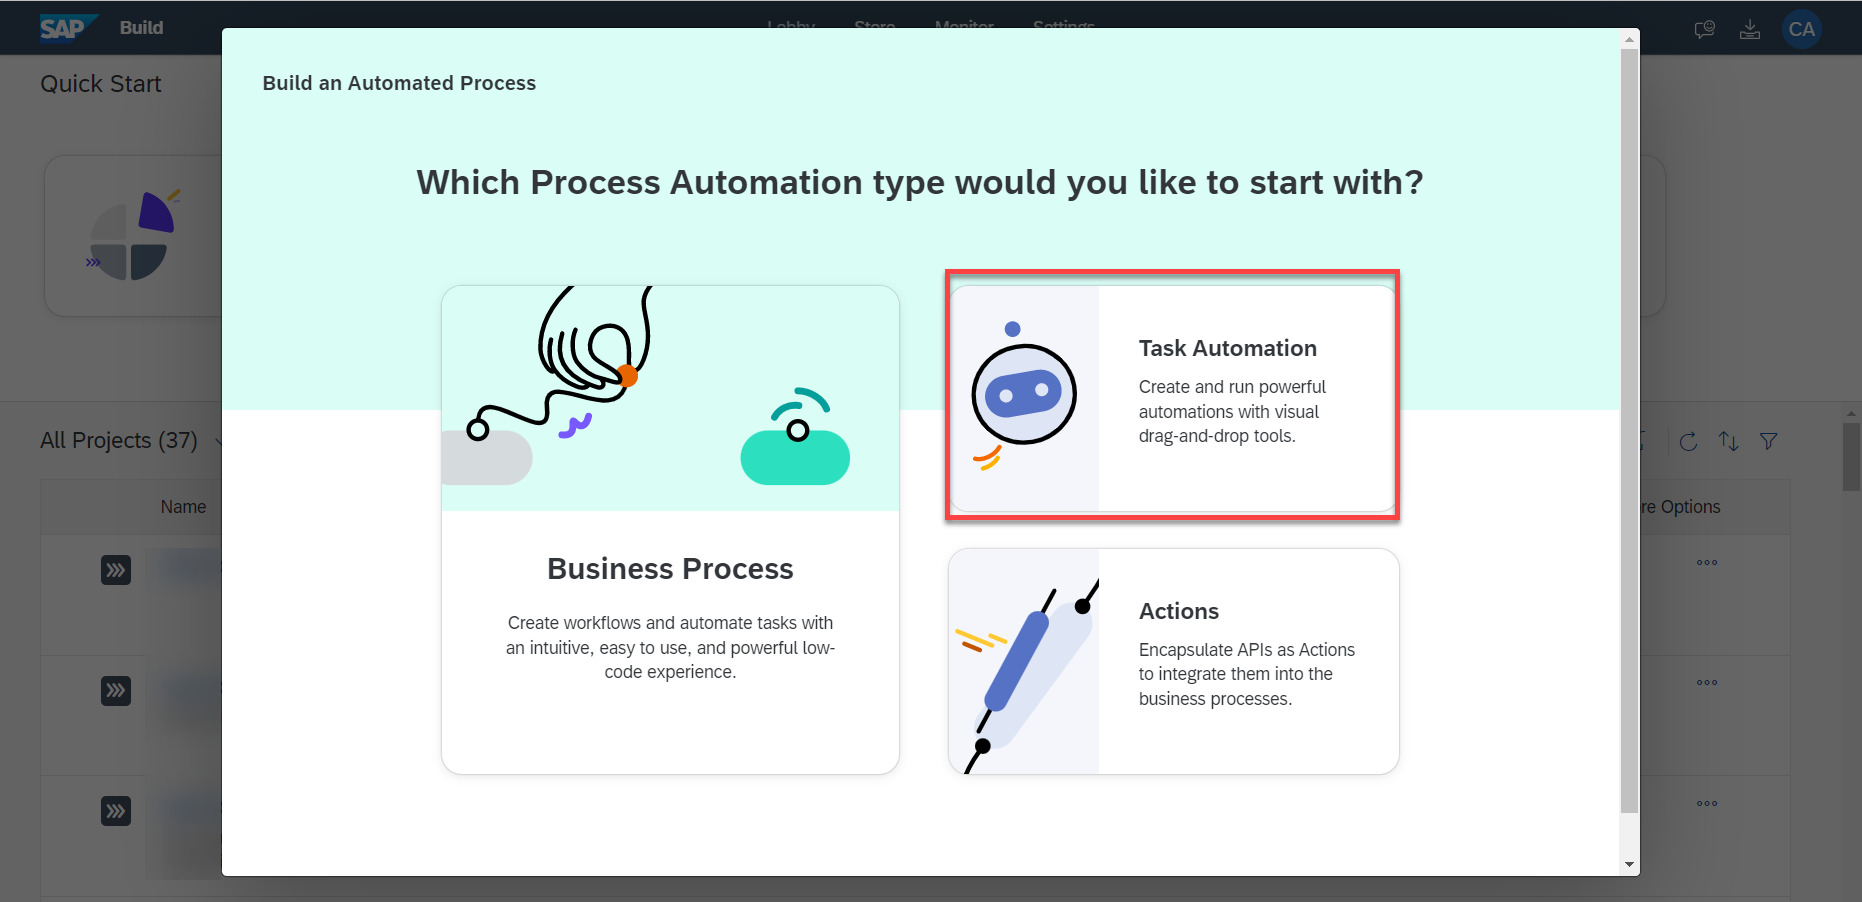 SAP
Build
Lobby
Store
Monitor
Settings
CA
Quick Start
Build an Automated Process
Which Process Automation type would you like to start with?
Task Automation
Create and run powerful
automations with visual
drag-and-drop tools.
Business Process
Create workflows and automate tasks with
an intuitive, easy to use, and powerful low-
code experience.
Actions
Encapsulate APIs as Actions
to integrate them into the
business processes.
All Projects (37)
Name
re Options